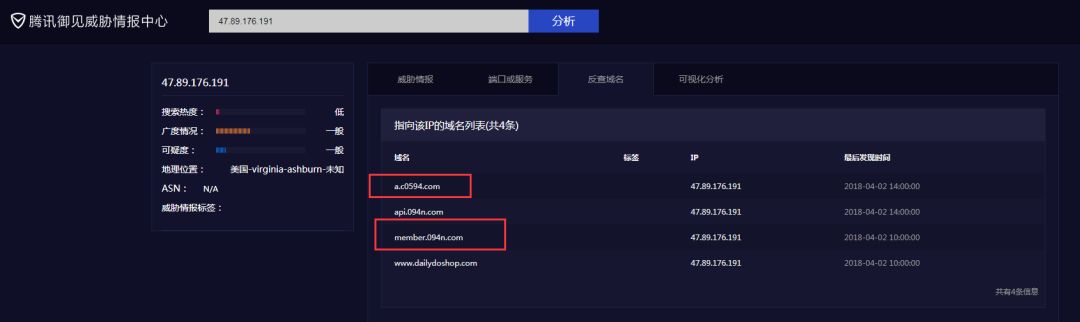 腾讯御见威胁情报中心
47.89.176.191 分析
47.89.176.191
搜索热度： 低
广度情况： 一般
可疑度： 一般
地理位置： 美国-virginia-ashburn-未知
ASN： N/A
威胁情报标签：
威胁情报 端口或服务 反查域名 可视化分析
指向该IP的域名列表(共4条)
域名 标签 IP 最后发现时间
a.c0594.com 47.89.176.191 2018-04-02 14:00:00
api.094n.com 47.89.176.191 2018-04-02 14:00:00
member.094n.com 47.89.176.191 2018-04-02 10:00:00
www.dailydoshop.com 47.89.176.191 2018-04-02 10:00:00
共有4条信息